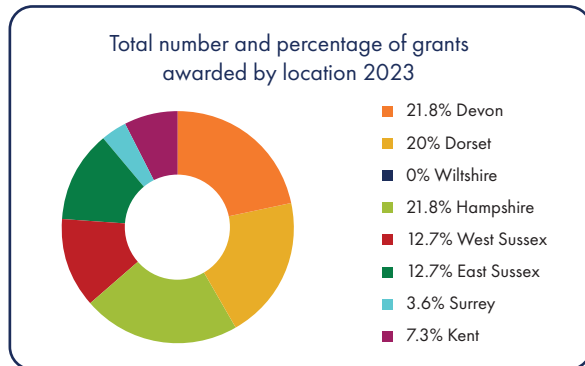 Total number and percentage of grants
awarded by location 2023
21.8% Devon
20% Dorset
0% Wiltshire
21.8% Hampshire
12.7% West Sussex
12.7% East Sussex
3.6% Surrey
7.3% Kent